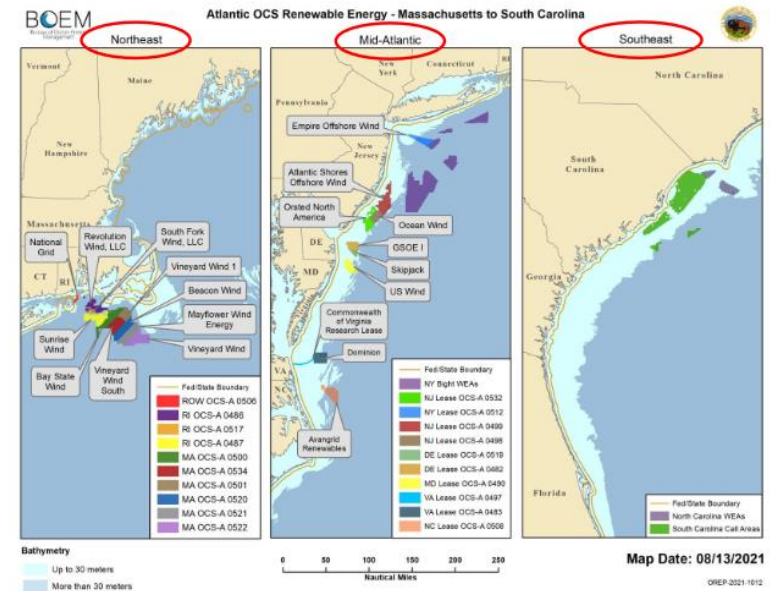 BOEM
Bureau of Ocean Energy
Management
Atlantic OCS Renewable Energy - Massachusetts to South Carolina
Northeast
Mid-Atlantic
Southeast
Vermont
Maine
New
Hampshire
Massachusetts
CT
RI
National
Grid
Revolution
Wind, LLC
South Fork
Wind, LLC
Vineyard Wind 1
Beacon Wind
Mayflower Wind
Energy
Vineyard Wind
Sunrise
Wind
Bay State
Wind
Vineyard
Wind
South
Fed/State Boundary
ROW OCS-A 0506
RI OCS-A 0486
RI OCS-A 0517
RI OCS-A 0487
MA OCS-A 0500
MA OCS-A 0534
MA OCS-A 0501
MA OCS-A 0520
MA OCS-A 0521
MA OCS-A 0522
New
York
Connecticut
RI
Pennsylvania
New
Jersey
DE
MD
VA
NC
Empire Offshore Wind
Atlantic Shores
Offshore Wind
Orsted North
America
Ocean Wind
GSOE I
Skipjack
US Wind
Commonwealth
of Virginia
Research Lease
Dominion
Avangrid
Renewables
Fed/State Boundary
NY Bight WEAs
NJ Lease OCS-A 0532
NY Lease OCS-A 0512
NJ Lease OCS-A 0499
NJ Lease OCS-A 0498
DE Lease OCS-A 0519
DE Lease OCS-A 0482
MD Lease OCS-A 0490
VA Lease OCS-A 0497
VA Lease OCS-A 0483
NC Lease OCS-A 0508
North Carolina
South
Carolina
Georgia
Florida
Fed/State Boundary
North Carolina WEAs
South Carolina Call Areas
Bathymetry
Up to 30 meters
More than 30 meters
0 50 100 150 200 250
Nautical Miles
Map Date: 08/13/2021
OREP-2021-1012